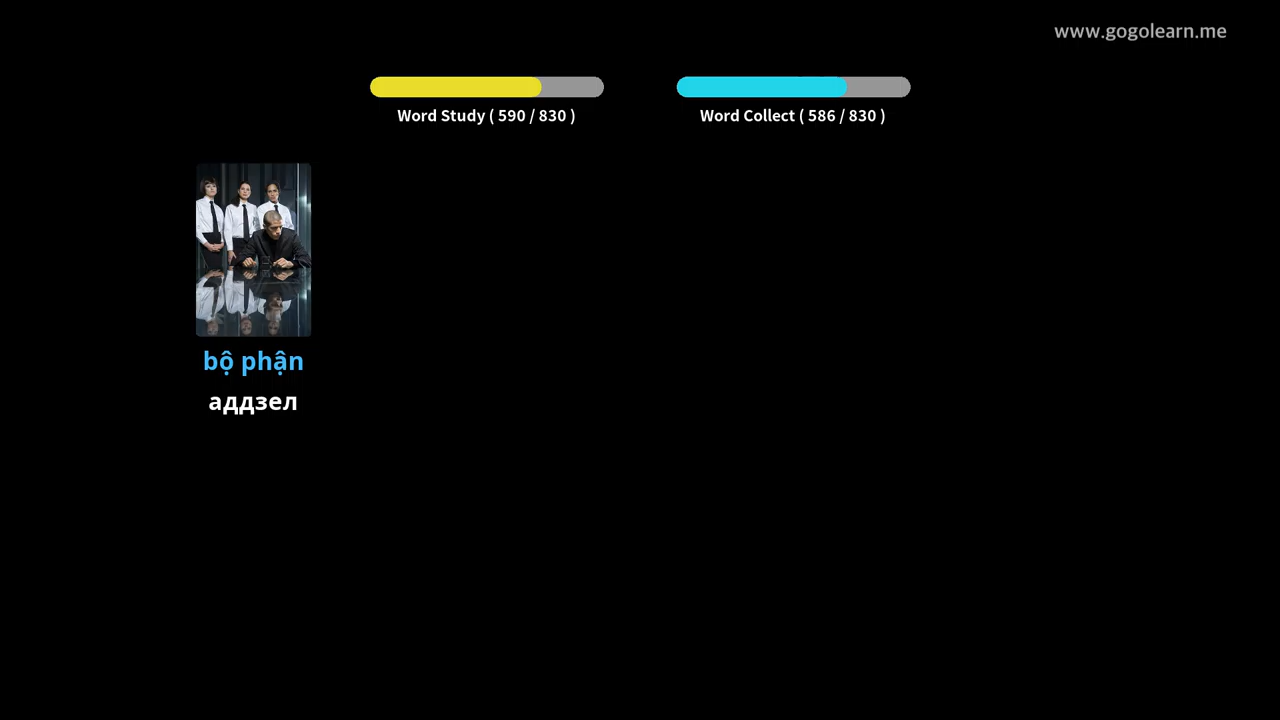 www.gogolearn.me
Word Study ( 590 / 830 )
Word Collect ( 586 / 830 )
bộ phận
аддзел